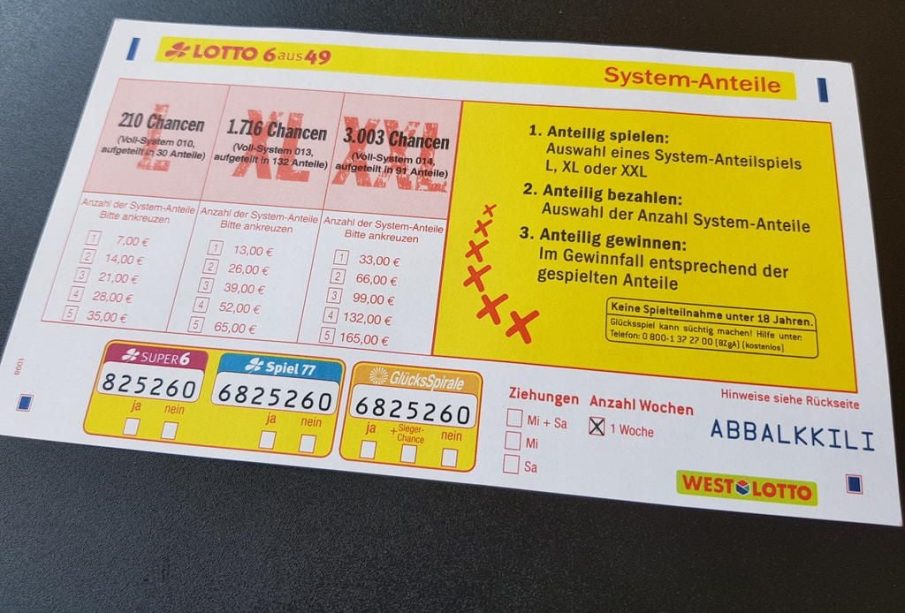 LOTTO 6aus49
System-Anteile
L
210 Chancen
(Voll-System 010,
aufgeteilt in 30 Anteile)
XL
1.716 Chancen
(Voll-System 013,
aufgeteilt in 132 Anteile)
XXL
3.003 Chancen
(Voll-System 014,
aufgeteilt in 91 Anteile)
Anzahl der System-Anteile
Bitte ankreuzen
1 7,00 €
2 14,00 €
3 21,00 €
4 28,00 €
5 35,00 €
Anzahl der System-Anteile
Bitte ankreuzen
1 13,00 €
2 26,00 €
3 39,00 €
4 52,00 €
5 65,00 €
Anzahl der System-Anteile
Bitte ankreuzen
1 33,00 €
2 66,00 €
3 99,00 €
4 132,00 €
5 165,00 €
1. Anteilig spielen:
Auswahl eines System-Anteilspiels
L, XL oder XXL
2. Anteilig bezahlen:
Auswahl der Anzahl System-Anteile
3. Anteilig gewinnen:
Im Gewinnfall entsprechend der
gespielten Anteile
Keine Spielteilnahme unter 18 Jahren.
Glücksspiel kann süchtig machen! Hilfe unter:
Telefon: 0 800-1 37 27 00 [BZgA] (kostenlos)
SUPER 6
825260
ja nein
Spiel 77
6825260
ja nein
GlücksSpirale
6825260
ja + Sieger-Chance nein
Ziehungen
Mi + Sa
Mi
Sa
Anzahl Wochen
1 Woche
Hinweise siehe Rückseite
ABBALKKILI
WESTLOTTO